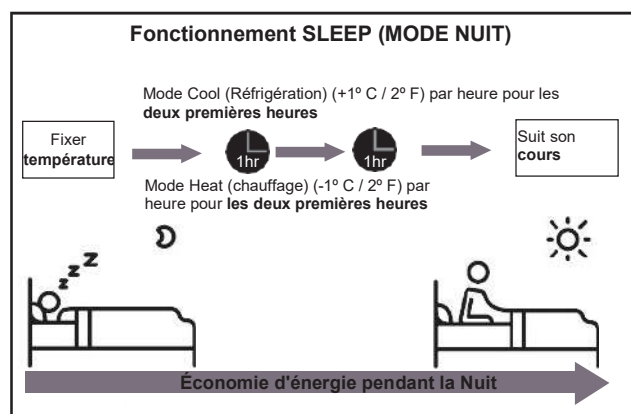 Fonctionnement SLEEP (MODE NUIT)
Mode Cool (Réfrigération) (+1º C / 2º F) par heure pour les
deux premières heures
Fixer
température
1hr
1hr
Suit son
cours
Mode Heat (chauffage) (-1º C / 2º F) par
heure pour les deux premières heures
z z z z
Économie d'énergie pendant la Nuit